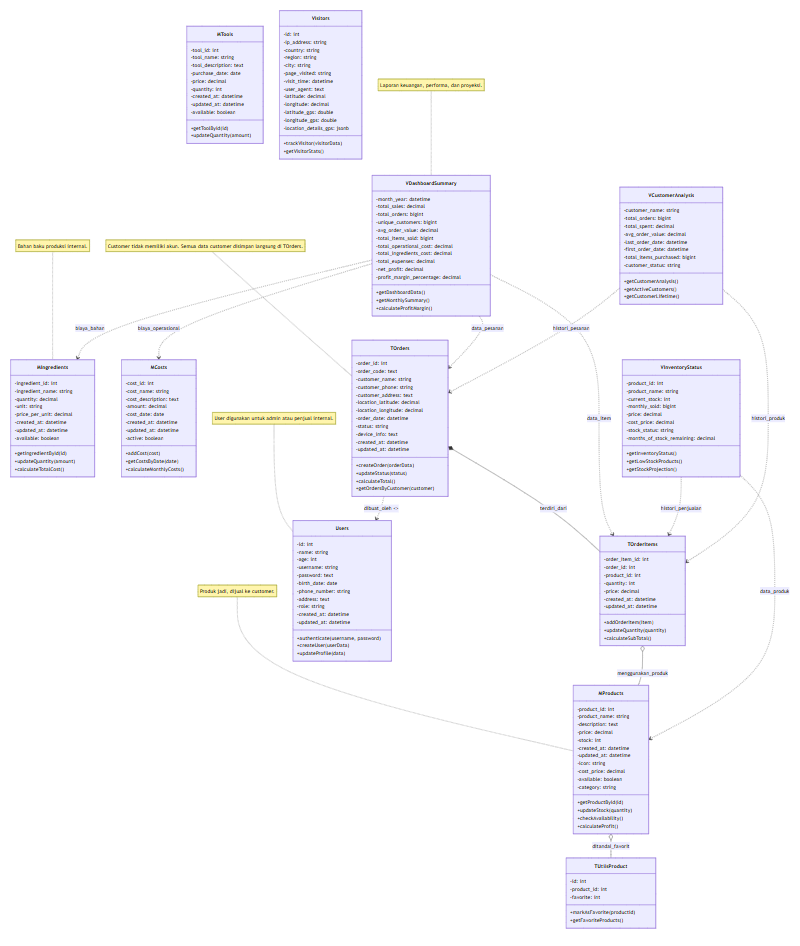 MTools
-tool_id: int
-tool_name: string
-tool_description: text
-purchase_date: date
-price: decimal
-quantity: int
-created_at: datetime
-updated_at: datetime
-available: boolean
+getToolById(id)
+updateQuantity(amount)
Visitors
-id: int
-ip_address: string
-country: string
-region: string
-city: string
-page_visited: string
-visit_time: datetime
-user_agent: text
-latitude: decimal
-longitude: decimal
-latitude_gps: double
-longitude_gps: double
-location_details_gps: jsonb
+trackVisitor(visitorData)
+getVisitorStats()
Laporan keuangan, performa, dan proyeksi.
VDashboardSummary
-month_year: datetime
-total_sales: decimal
-total_orders: bigint
-unique_customers: bigint
-avg_order_value: decimal
-total_items_sold: bigint
-total_operational_cost: decimal
-total_ingredients_cost: decimal
-total_expenses: decimal
-net_profit: decimal
-profit_margin_percentage: decimal
+getDashboardData()
+getMonthlySummary()
+calculateProfitMargin()
VCustomerAnalysis
-customer_name: string
-total_orders: bigint
-total_spent: decimal
-avg_order_value: decimal
-last_order_date: datetime
-first_order_date: datetime
-total_items_purchased: bigint
-customer_status: string
+getCustomerAnalysis()
+getActiveCustomers()
+getCustomerLifetime()
Bahan baku produksi internal.
Customer tidak memiliki akun. Semua data customer disimpan langsung di TOrders.
biaya_bahan
biaya_operasional
data_pesanan
histori_pesanan
MIngredients
-ingredient_id: int
-ingredient_name: string
-quantity: decimal
-unit: string
-price_per_unit: decimal
-created_at: datetime
-updated_at: datetime
-available: boolean
+getIngredientById(id)
+updateQuantity(amount)
+calculateTotalCost()
MCosts
-cost_id: int
-cost_name: string
-cost_description: text
-amount: decimal
-cost_date: date
-created_at: datetime
-updated_at: datetime
-active: boolean
+addCost(cost)
+getCostsByDate(date)
+calculateMonthlyCosts()
TOrders
-order_id: int
-order_code: text
-customer_name: string
-customer_phone: string
-customer_address: text
-location_latitude: decimal
-location_longitude: decimal
-order_date: datetime
-status: string
-device_info: text
-created_at: datetime
-updated_at: datetime
+createOrder(orderData)
+updateStatus(status)
+calculateTotal()
+getOrdersByCustomer(customer)
VInventoryStatus
-product_id: int
-product_name: string
-current_stock: int
-monthly_sold: bigint
-price: decimal
-cost_price: decimal
-stock_status: string
-months_of_stock_remaining: decimal
+getInventoryStatus()
+getLowStockProducts()
+getStockProjection()
User digunakan untuk admin atau penjual internal.
data_item
histori_produk
dibuat_oleh <>
terdiri_dari
histori_penjualan
Users
-id: int
-name: string
-age: int
-username: string
-password: text
-birth_date: date
-phone_number: string
-address: text
-role: string
-created_at: datetime
-updated_at: datetime
+authenticate(username, password)
+createUser(userData)
+updateProfile(data)
TOrderItems
-order_item_id: int
-order_id: int
-product_id: int
-quantity: int
-price: decimal
-created_at: datetime
-updated_at: datetime
+addOrderItem(item)
+updateQuantity(quantity)
+calculateSubTotal()
Produk jadi, dijual ke customer.
data_produk
menggunakan_produk
MProducts
-product_id: int
-product_name: string
-description: text
-price: decimal
-stock: int
-created_at: datetime
-updated_at: datetime
-icon: string
-cost_price: decimal
-available: boolean
-category: string
+getProductById(id)
+updateStock(quantity)
+checkAvailability()
+calculateProfit()
ditandai_favorit
TUtilsProduct
-id: int
-product_id: int
-favorite: int
+markAsFavorite(productId)
+getFavoriteProducts()